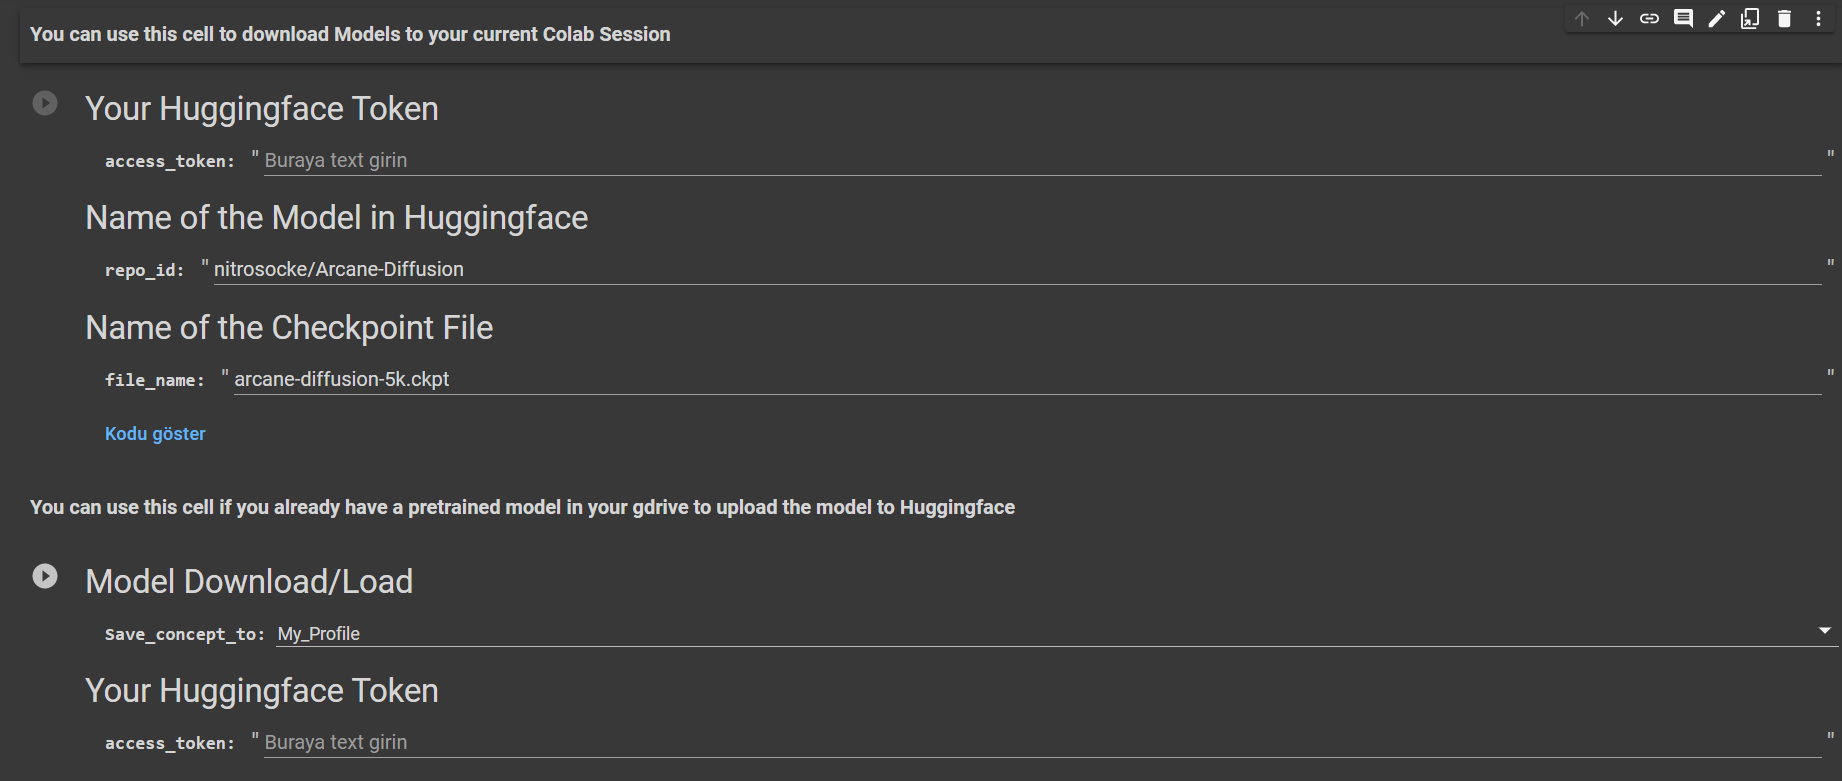 You can use this cell to download Models to your current Colab Session
Your Huggingface Token
access_token: " Buraya text girin "
Name of the Model in Huggingface
repo_id: " nitrosocke/Arcane-Diffusion "
Name of the Checkpoint File
file_name: " arcane-diffusion-5k.ckpt "
Kodu göster
You can use this cell if you already have a pretrained model in your gdrive to upload the model to Huggingface
Model Download/Load
Save_concept_to: My_Profile
Your Huggingface Token
access_token: " Buraya text girin "